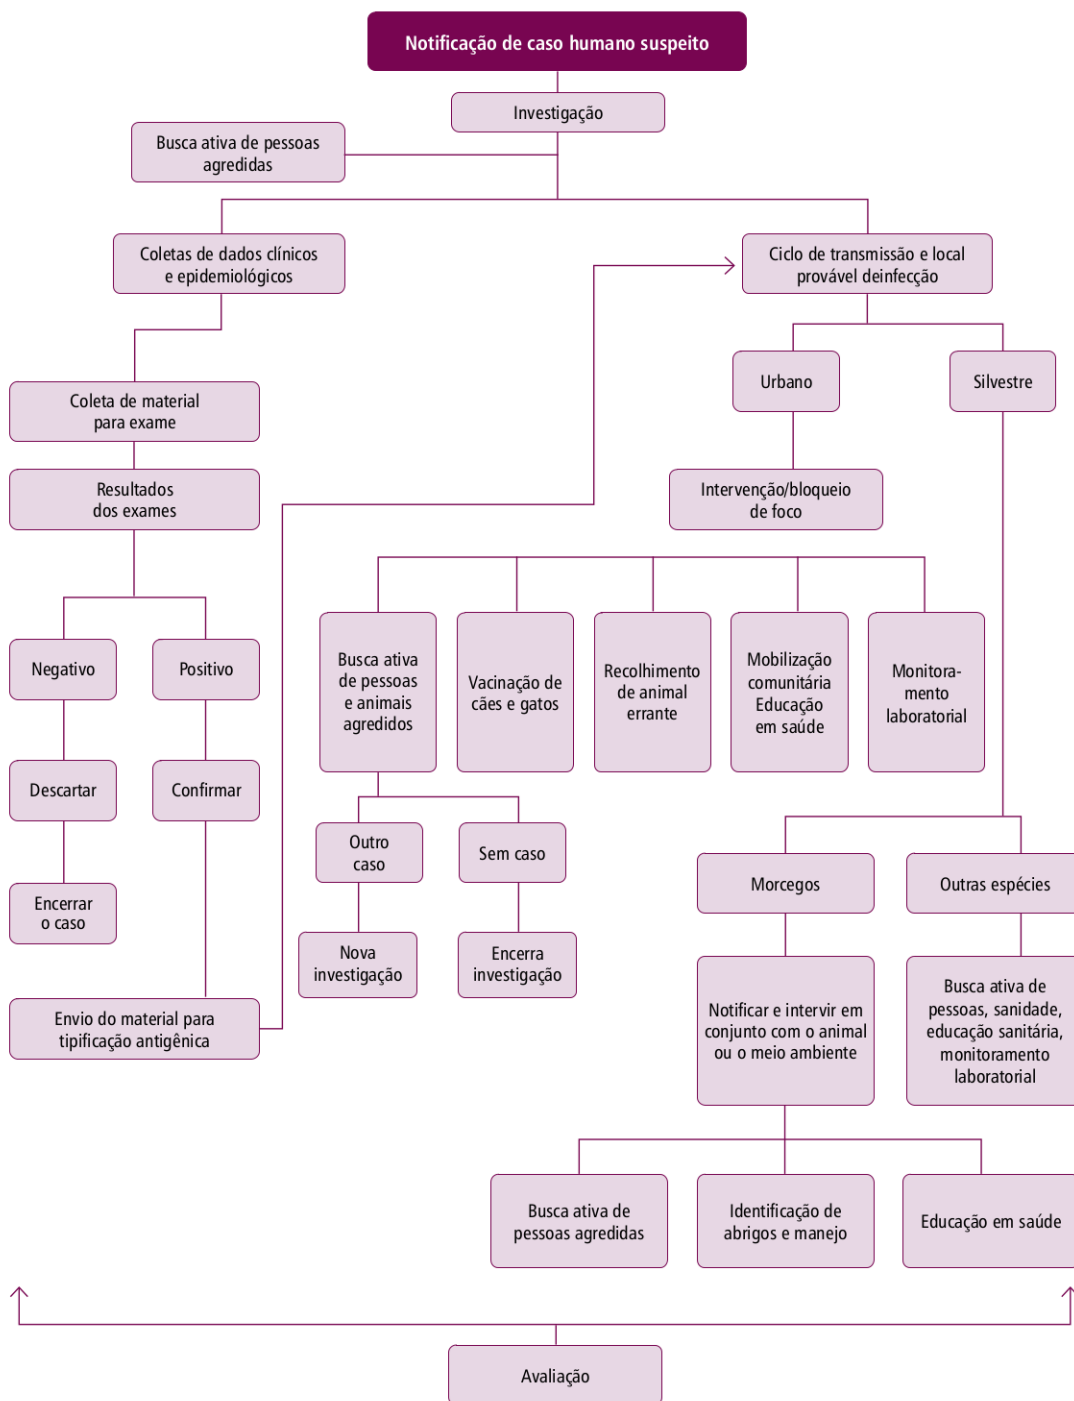 Notificação de caso humano suspeito
Investigação
Busca ativa de pessoas
agredidas
Coletas de dados clínicos
e epidemiológicos
Ciclo de transmissão e local
provável deinfecção
Urbano
Silvestre
Coleta de material
para exame
Resultados
dos exames
Intervenção/bloqueio
de foco
Negativo
Positivo
Busca ativa
de pessoas
e animais
agredidos
Vacinação de
cães e gatos
Recolhimento
de animal
errante
Mobilização
comunitária
Educação
em saúde
Monitora-
mento
laboratorial
Descartar
Confirmar
Outro
caso
Sem caso
Morcegos
Outras espécies
Encerrar
o caso
Nova
investigação
Encerra
investigação
Notificar e intervir em
conjunto com o animal
ou o meio ambiente
Busca ativa de
pessoas, sanidade,
educação sanitária,
monitoramento
laboratorial
Envio do material para
tipificação antigênica
Busca ativa de
pessoas agredidas
Identificação de
abrigos e manejo
Educação em saúde
Avaliação